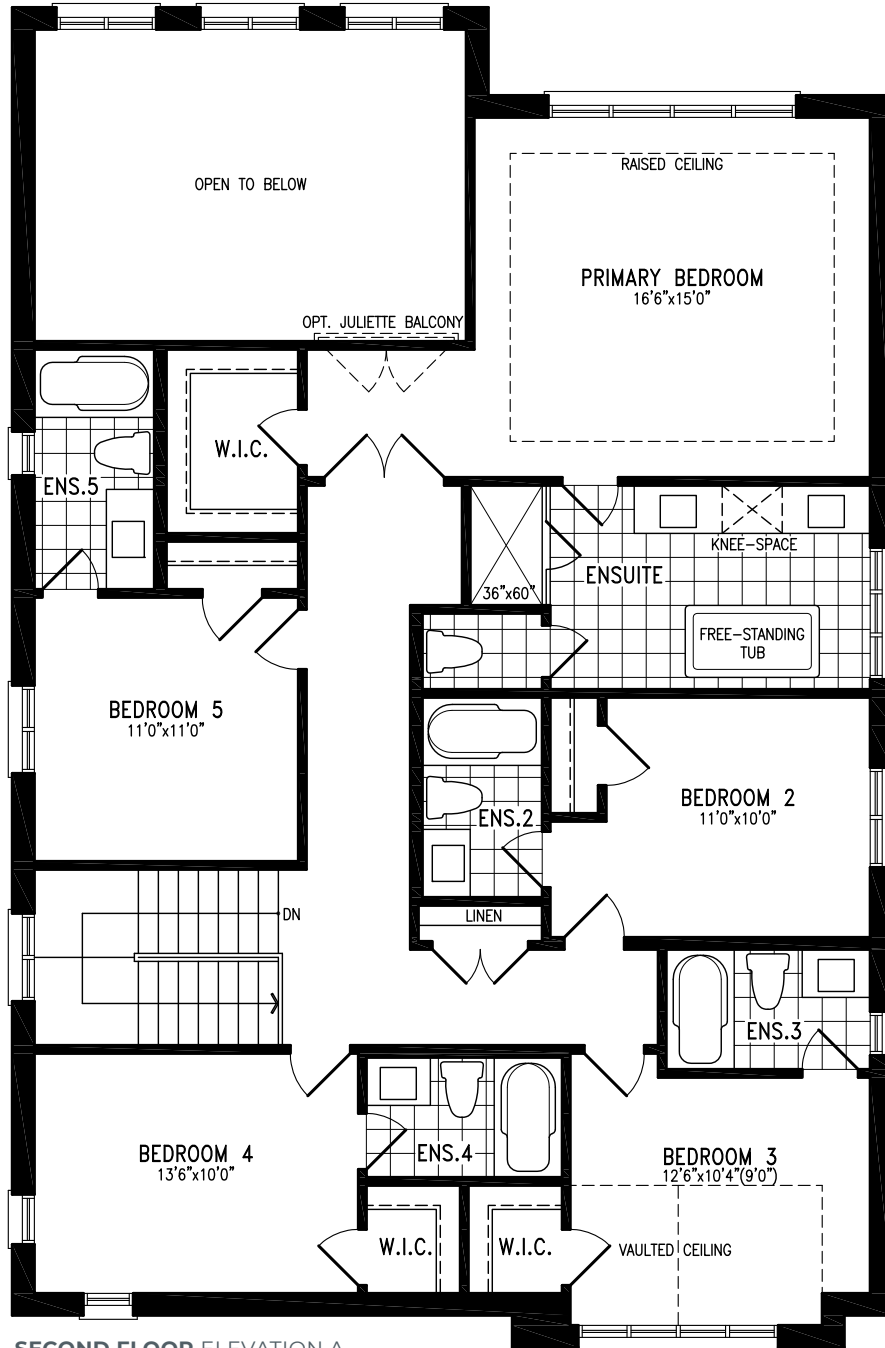 OPEN TO BELOW
RAISED CEILING
PRIMARY BEDROOM
16'6"x15'0"
OPT. JULIETTE BALCONY
W.I.C.
ENS.5
KNEE-SPACE
ENSUITE
36"x60"
FREE-STANDING
TUB
BEDROOM 5
11'0"x11'0"
BEDROOM 2
11'0"x10'0"
ENS.2
LINEN
DN
ENS.3
BEDROOM 4
13'6"x10'0"
ENS.4
BEDROOM 3
12'6"x10'4"(9'0")
W.I.C.
W.I.C.
VAULTED CEILING
SECOND FLOOR ELEVATION A